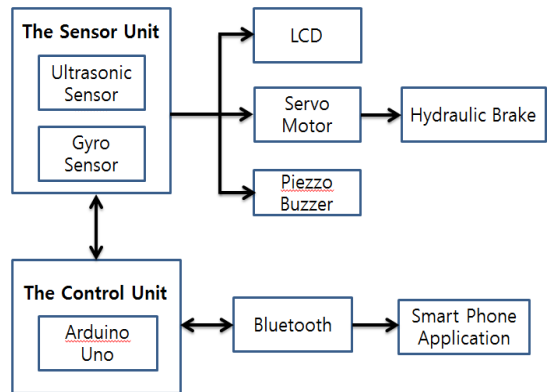 The Sensor Unit
Ultrasonic
Sensor
Gyro
Sensor
LCD
Servo
Motor
Hydraulic Brake
Piezzo
Buzzer
The Control Unit
Arduino
Uno
Bluetooth
Smart Phone
Application